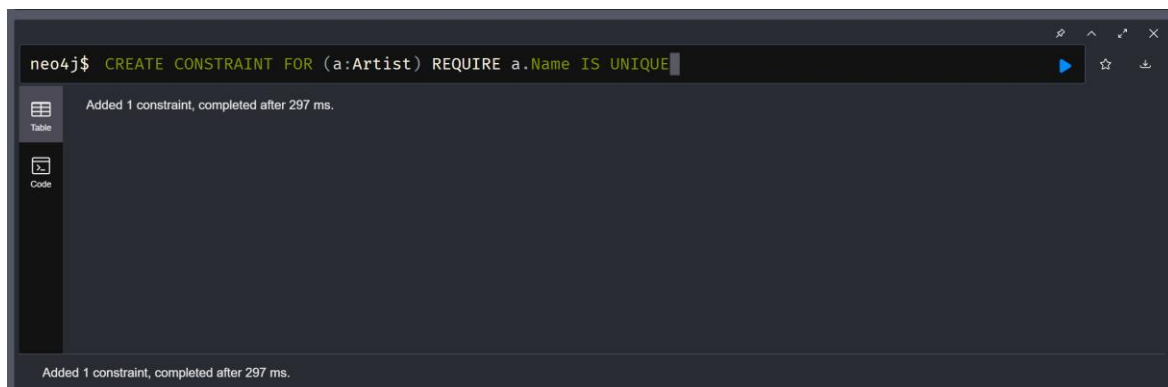 neo4j$ CREATE CONSTRAINT FOR (a:Artist) REQUIRE a.Name IS UNIQUE
Table
Added 1 constraint, completed after 297 ms.
Code
Added 1 constraint, completed after 297 ms.